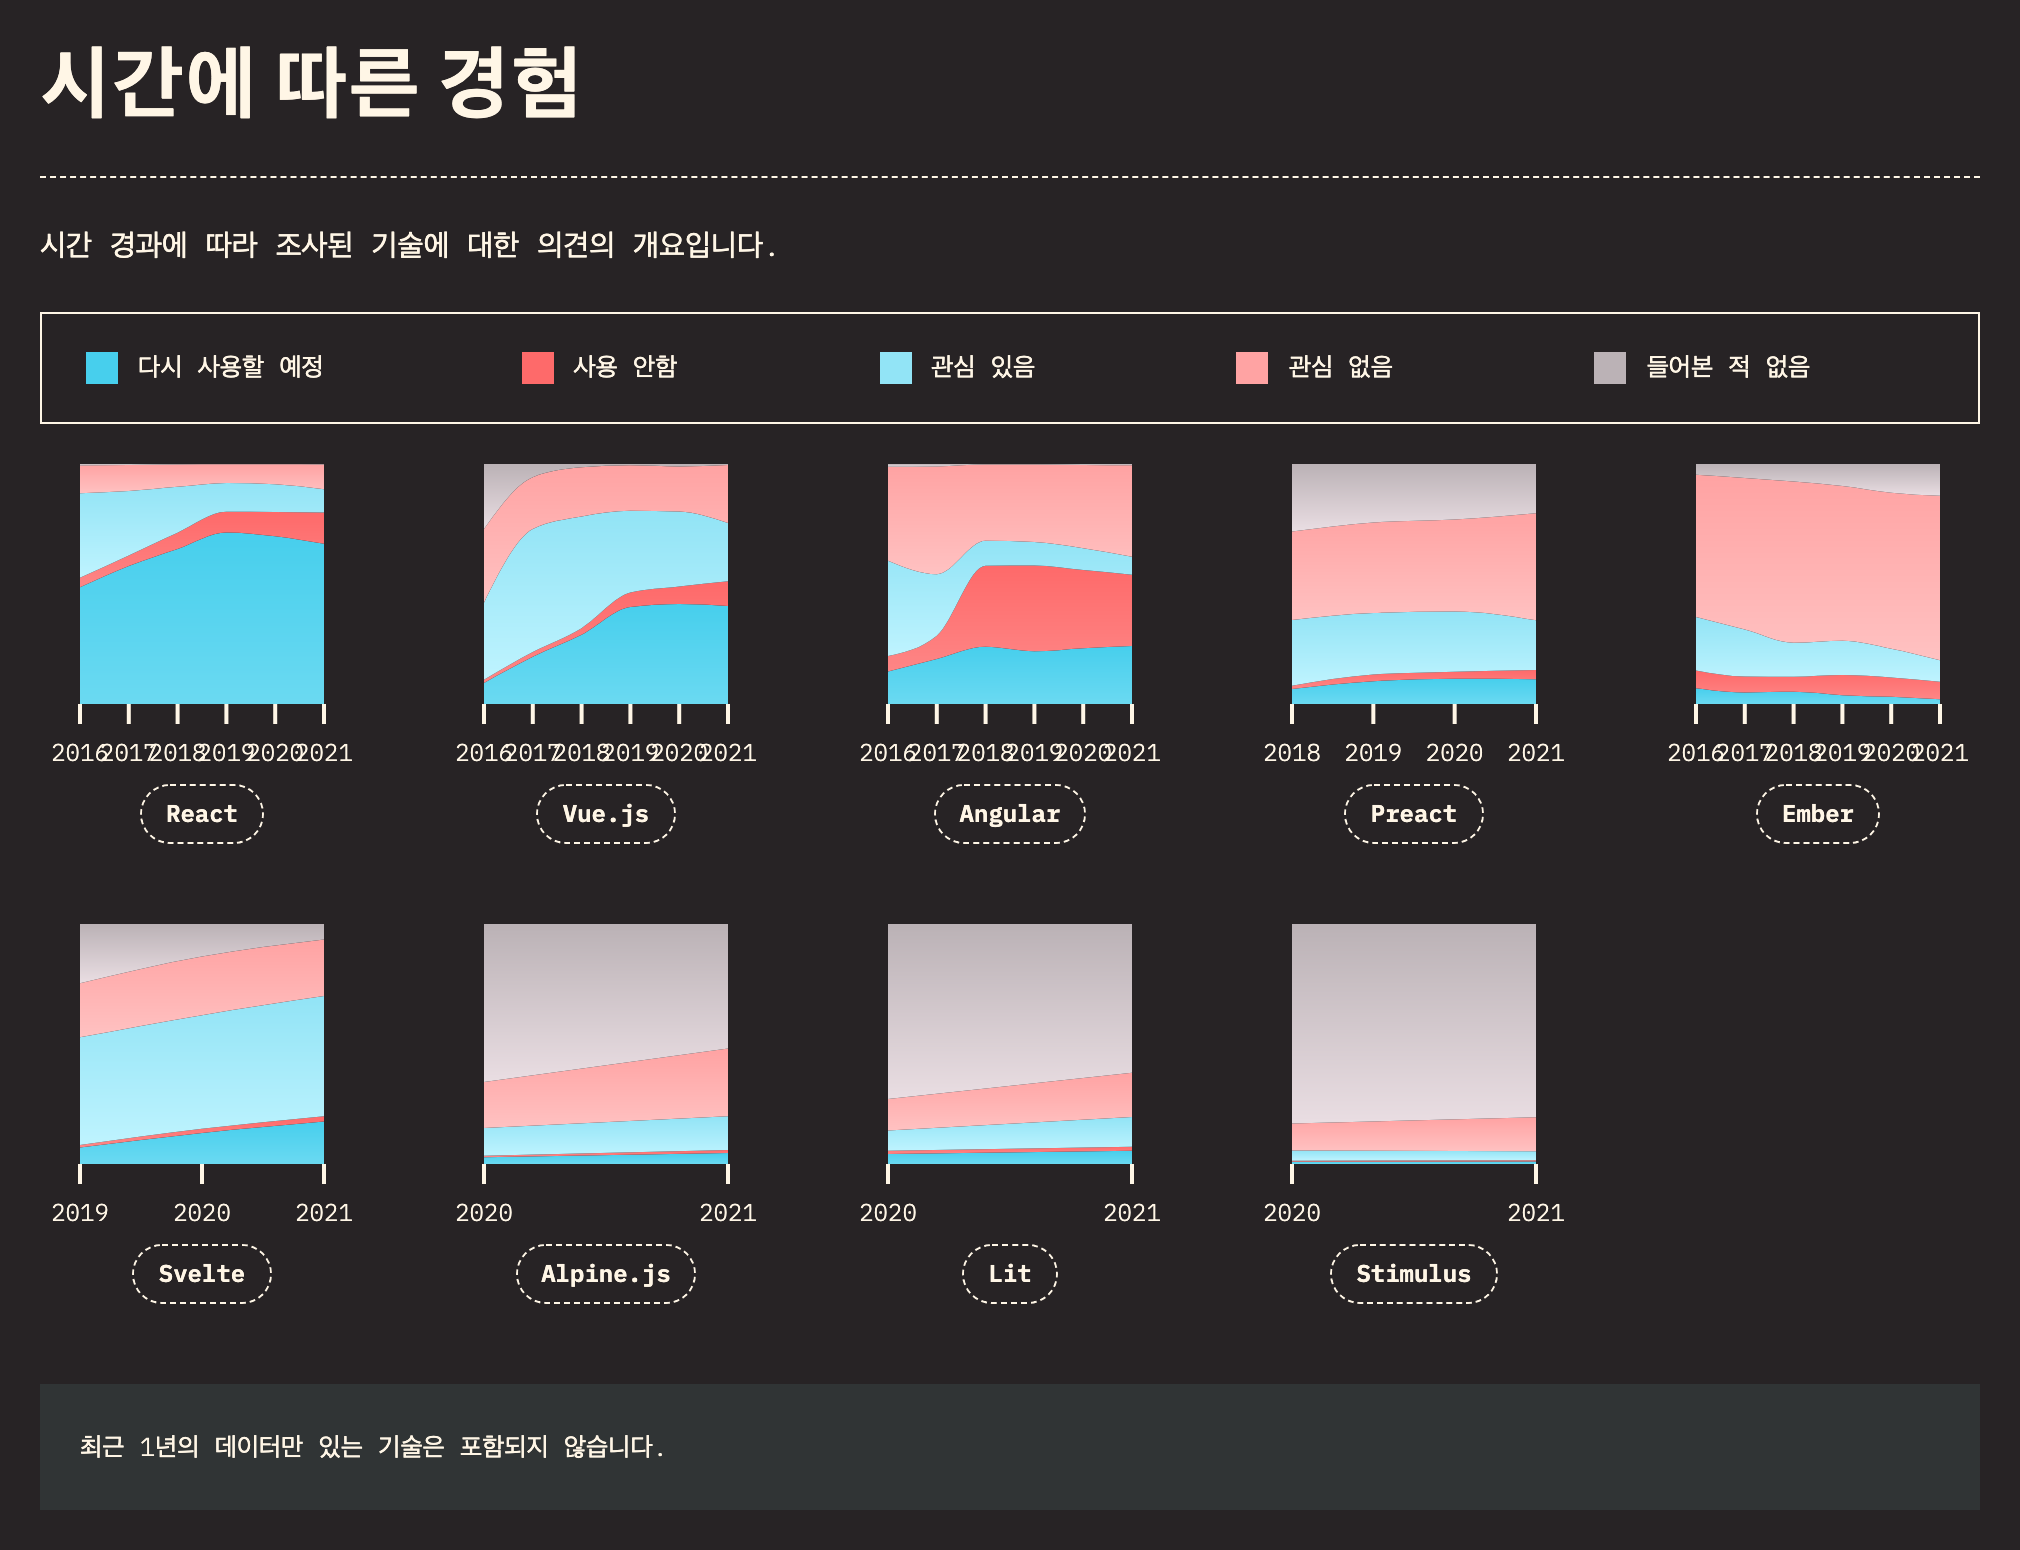 시간에 따른 경험
시간 경과에 따라 조사된 기술에 대한 의견의 개요입니다.
다시 사용할 예정 사용 안함 관심 있음 관심 없음 들어본 적 없음
2016 2017 2018 2019 2020 2021 2016 2017 2018 2019 2020 2021 2016 2017 2018 2019 2020 2021 2018 2019 2020 2021 2016 2017 2018 2019 2020 2021
React Vue.js Angular Preact Ember
2019 2020 2021 2020 2021 2020 2021 2020 2021
Svelte Alpine.js Lit Stimulus
최근 1년의 데이터만 있는 기술은 포함되지 않습니다.